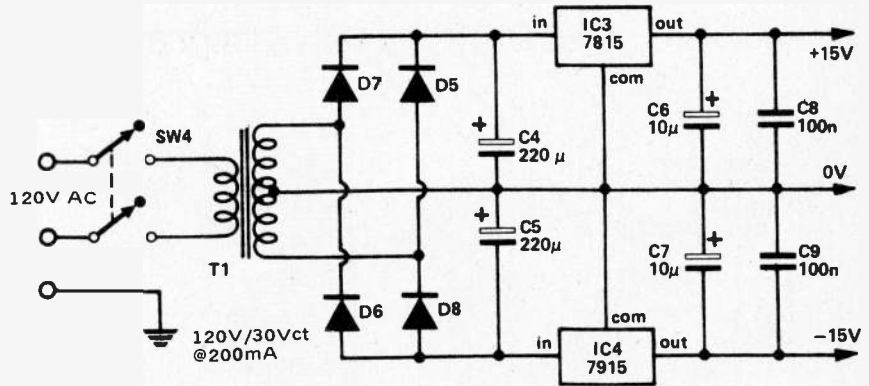 in
IC3
7815
out
+15V
com
D7
D5
SW4
+
C4
220 μ
C6
10μ
+
C8
100n
120V AC
0V
T1
+
C5
220μ
C7
10μ
+
C9
100n
D6
D8
120V/30Vct
@200mA
com
in
IC4
7915
out
−15V